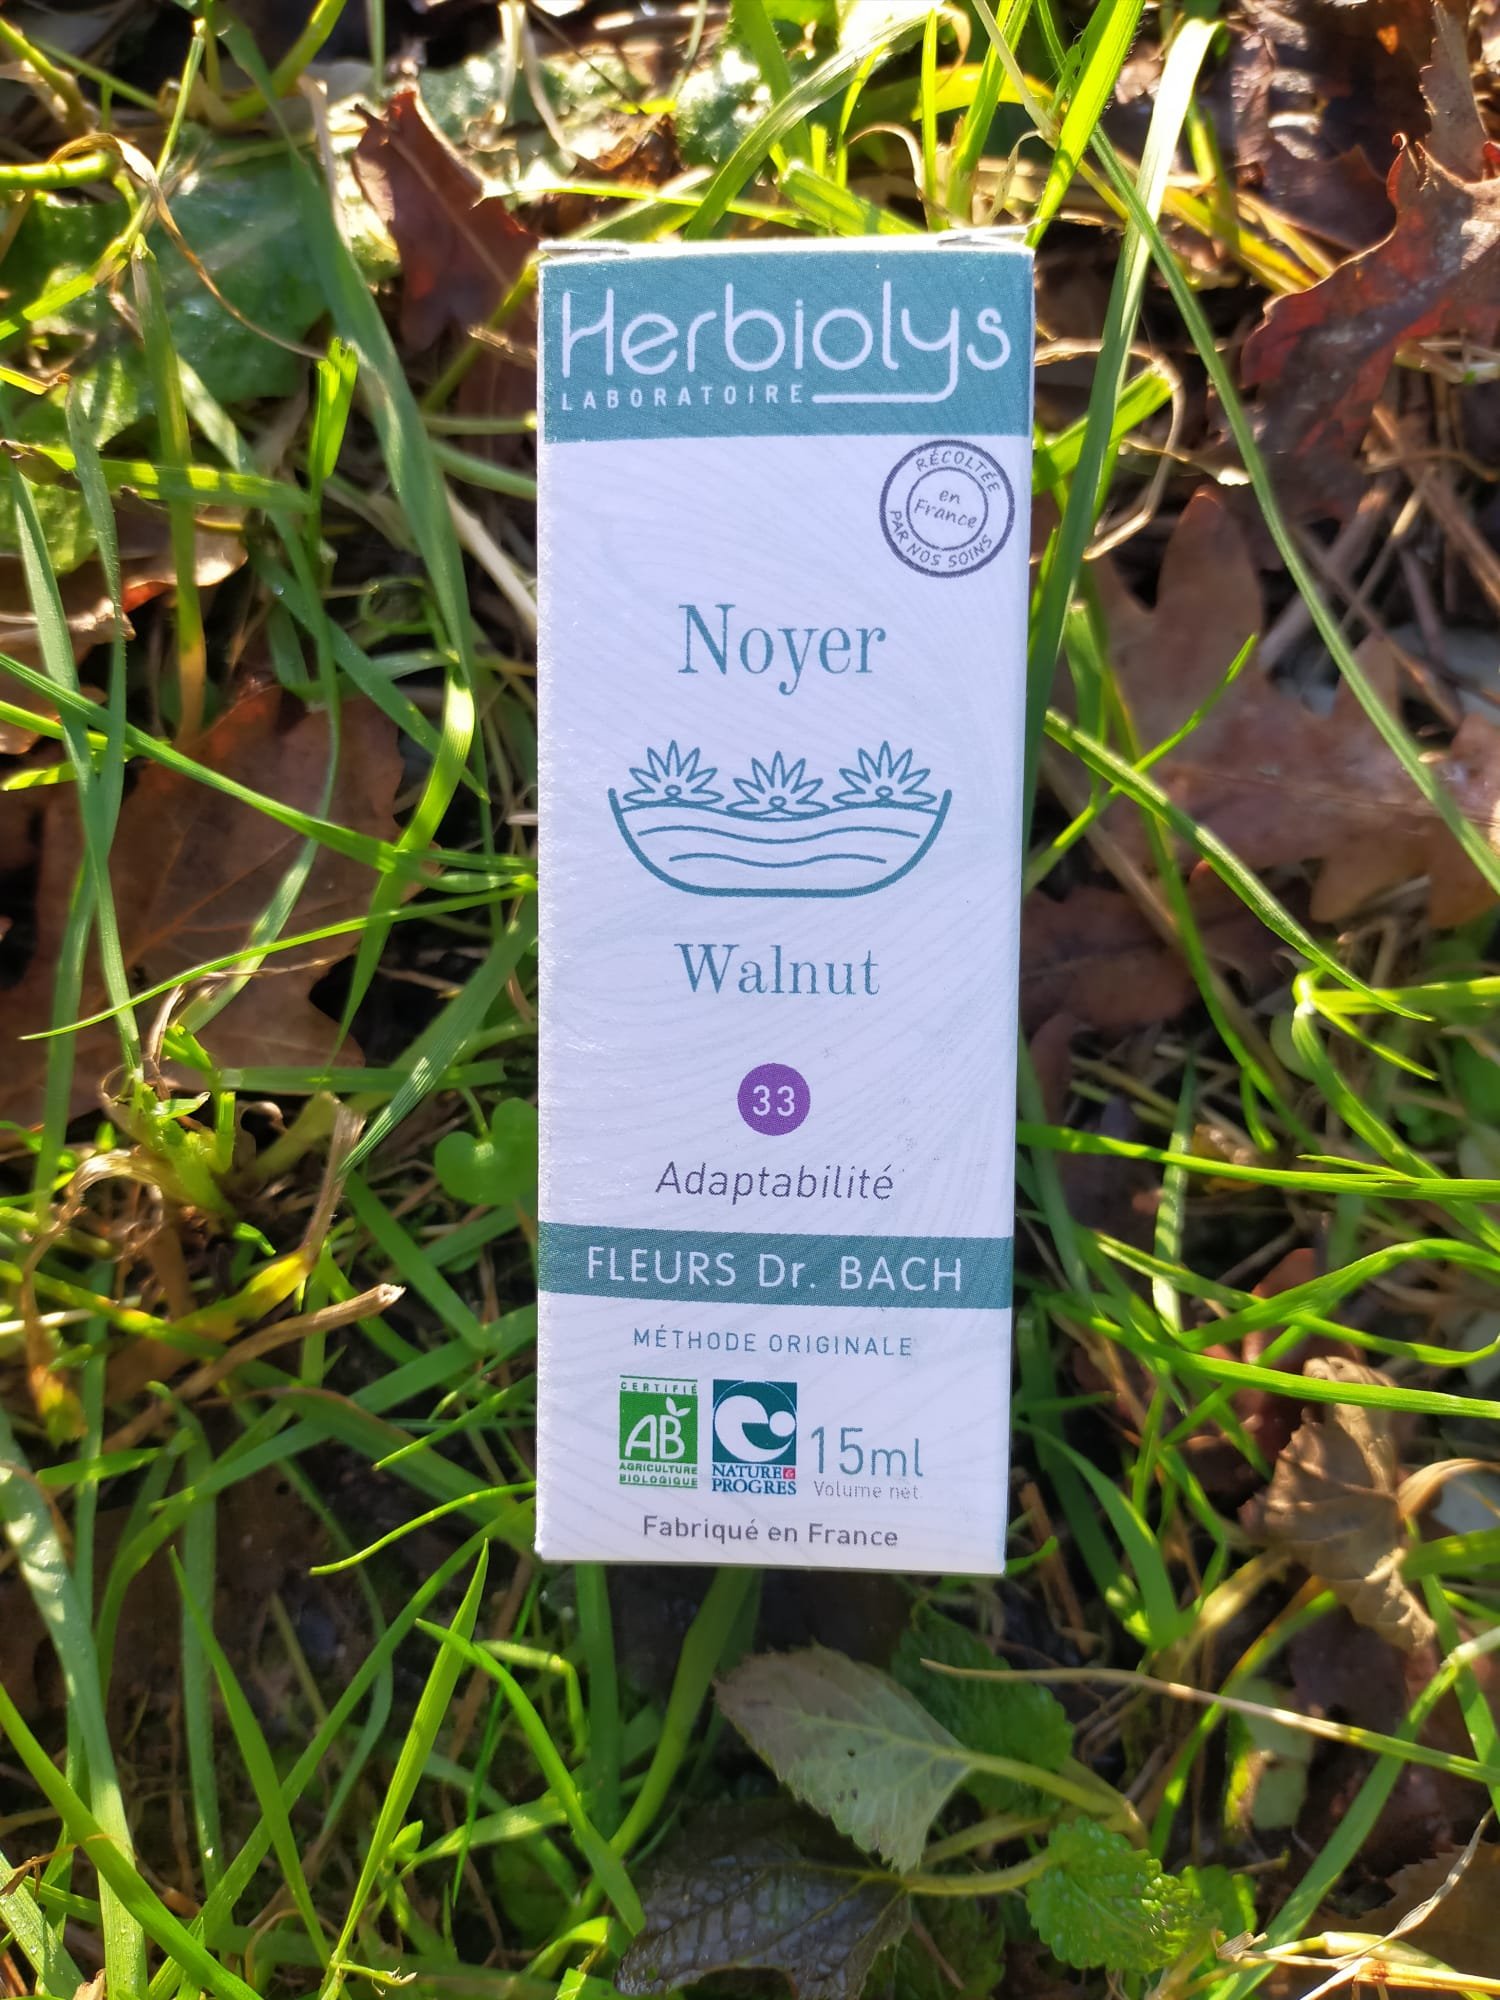 Herbiolys
LABORATOIRE
RÉCOLTÉE
en
France
PAR NOS SOINS
Noyer
Walnut
33
Adaptabilité
FLEURS Dr. BACH
MÉTHODE ORIGINALE
CERTIFIÉ
AB
AGRICULTURE
BIOLOGIQUE
NATURE &
PROGRES
15ml
Volume net
Fabriqué en France